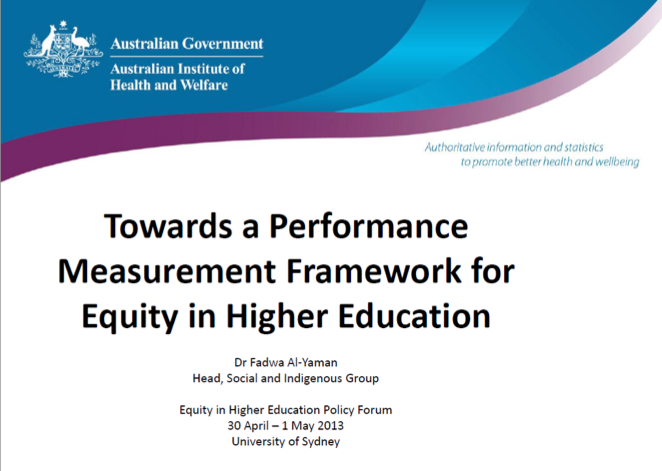 Australian Government
Australian Institute of
Health and Welfare
Authoritative information and statistics
to promote better health and wellbeing
Towards a Performance
Measurement Framework for
Equity in Higher Education
Dr Fadwa Al-Yaman
Head, Social and Indigenous Group
Equity in Higher Education Policy Forum
30 April – 1 May 2013
University of Sydney